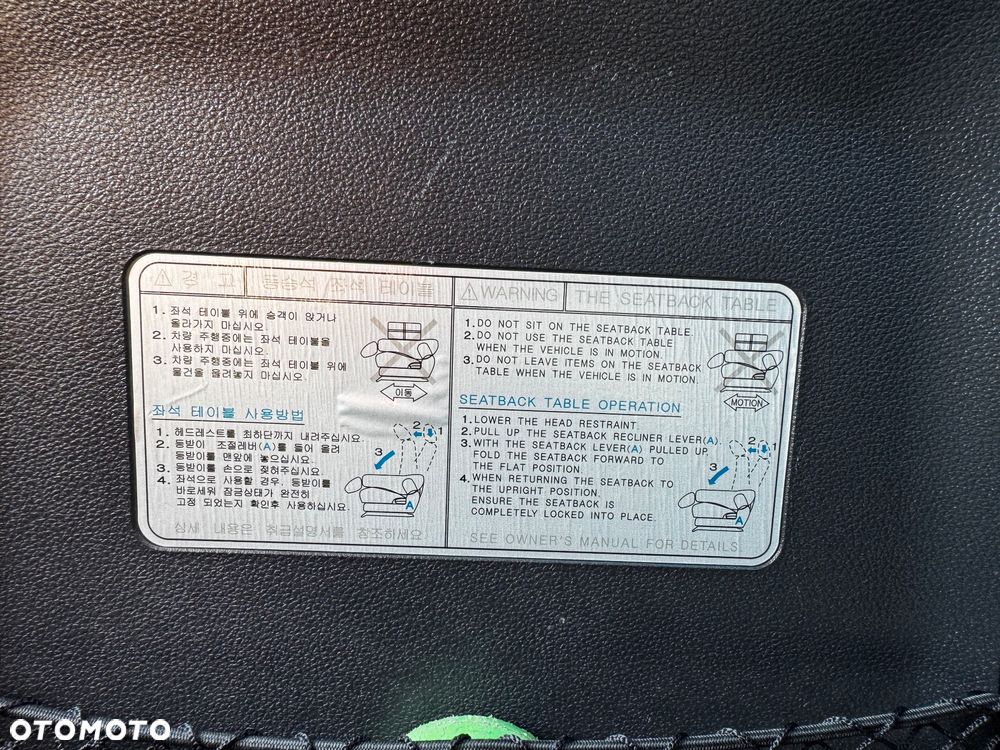 경 고 동승석 좌석 테이블
1. 좌석 테이블 위에 승객이 앉거나
올라가지 마십시오.
2. 차량 주행중에는 좌석 테이블을
사용하지 마십시오.
3. 차량 주행중에는 좌석 테이블 위에
물건을 올려놓지 마십시오.
이동
좌석 테이블 사용방법
1. 헤드레스트를 최하단까지 내려주십시오.
2. 등받이 조절레버(A)를 들어 올려
등받이를 맨앞에 놓으십시오.
3. 등받이를 손으로 젖혀주십시요
4. 좌석으로 사용할 경우, 등받이를
바로세워 잠금상태가 완전히
고정 되었는지 확인후 사용하십시오.
2 1
3
A
상세 내용은 취급설명서를 참조하세요
WARNING THE SEATBACK TABLE
1. DO NOT SIT ON THE SEATBACK TABLE.
2. DO NOT USE THE SEATBACK TABLE
WHEN THE VEHICLE IS IN MOTION.
3. DO NOT LEAVE ITEMS ON THE SEATBACK
TABLE WHEN THE VEHICLE IS IN MOTION.
MOTION
SEATBACK TABLE OPERATION
1. LOWER THE HEAD RESTRAINT.
2. PULL UP THE SEATBACK RECLINER LEVER(A).
3. WITH THE SEATBACK LEVER(A) PULLED UP,
FOLD THE SEATBACK FORWARD TO
THE FLAT POSITION.
4. WHEN RETURNING THE SEATBACK TO
THE UPRIGHT POSITION,
ENSURE THE SEATBACK IS
COMPLETELY LOCKED INTO PLACE.
2 1
3
A
SEE OWNER'S MANUAL FOR DETAILS
OTOMOTO